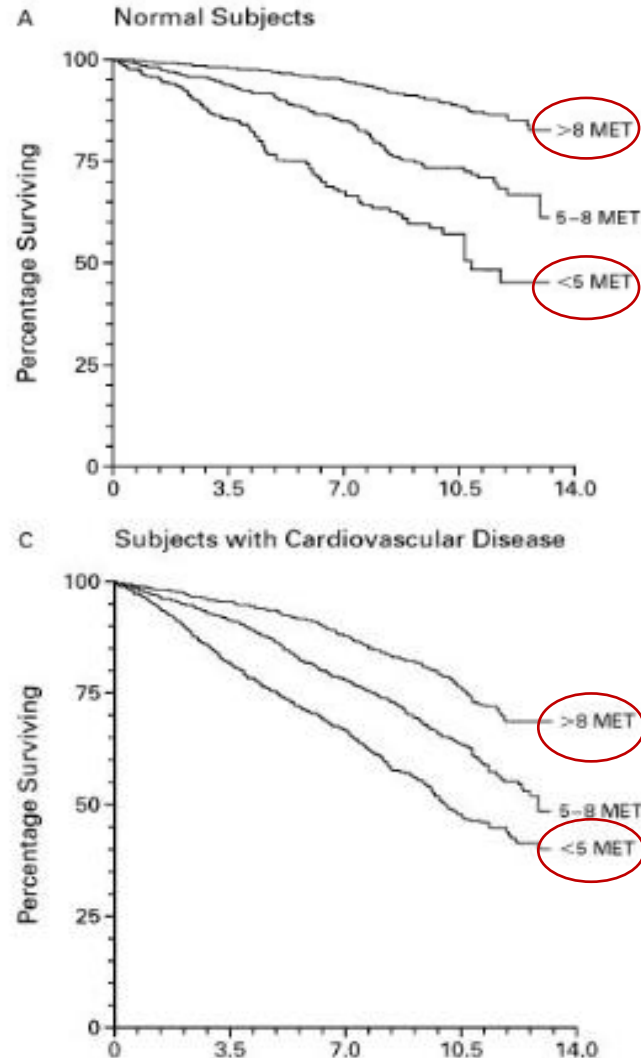 A Normal Subjects
Percentage Surviving
100
75
50
25
0
>8 MET
5–8 MET
<5 MET
0 3.5 7.0 10.5 14.0
C Subjects with Cardiovascular Disease
Percentage Surviving
100
75
50
25
0
>8 MET
5–8 MET
<5 MET
0 3.5 7.0 10.5 14.0